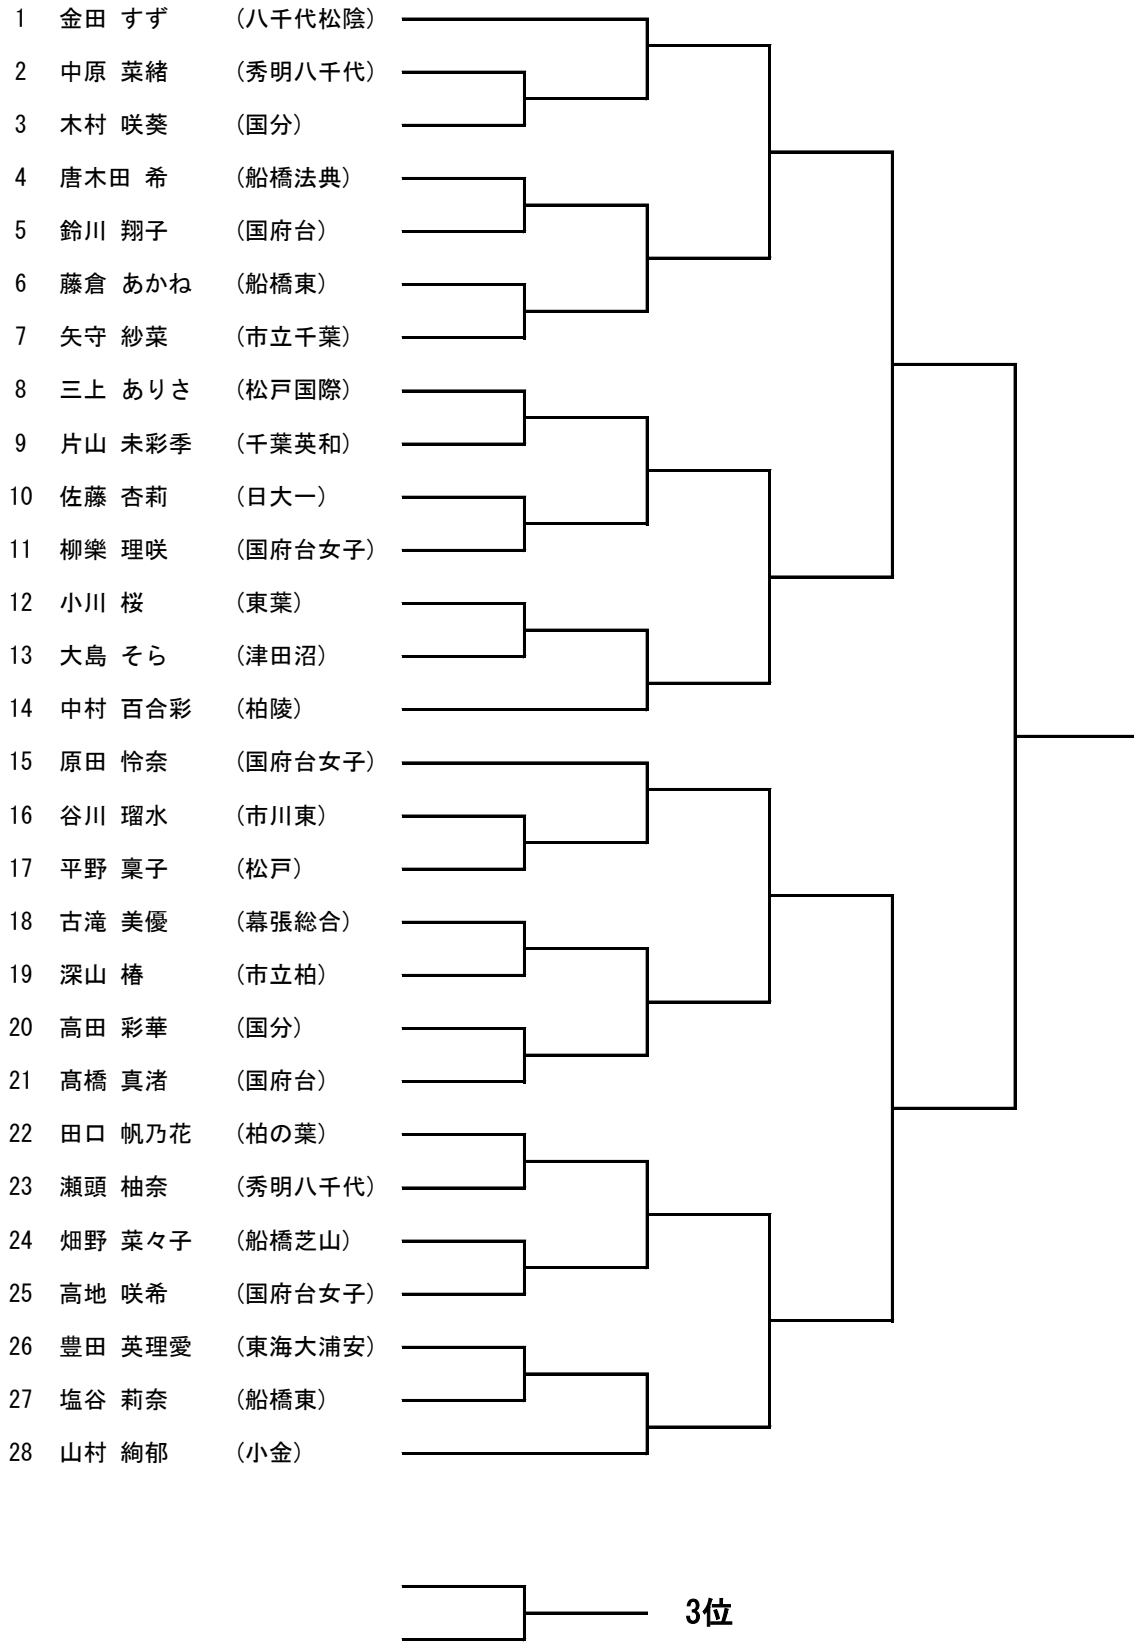 1 金田 すず (八千代松陰)
2 中原 菜緒 (秀明八千代)
3 木村 咲葵 (国分)
4 唐木田 希 (船橋法典)
5 鈴川 翔子 (国府台)
6 藤倉 あかね (船橋東)
7 矢守 紗菜 (市立千葉)
8 三上 ありさ (松戸国際)
9 片山 未彩季 (千葉英和)
10 佐藤 杏莉 (日大一)
11 柳樂 理咲 (国府台女子)
12 小川 桜 (東葉)
13 大島 そら (津田沼)
14 中村 百合彩 (柏陵)
15 原田 怜奈 (国府台女子)
16 谷川 瑠水 (市川東)
17 平野 稟子 (松戸)
18 古滝 美優 (幕張総合)
19 深山 椿 (市立柏)
20 高田 彩華 (国分)
21 髙橋 真渚 (国府台)
22 田口 帆乃花 (柏の葉)
23 瀬頭 柚奈 (秀明八千代)
24 畑野 菜々子 (船橋芝山)
25 高地 咲希 (国府台女子)
26 豊田 英理愛 (東海大浦安)
27 塩谷 莉奈 (船橋東)
28 山村 絢郁 (小金)
3位